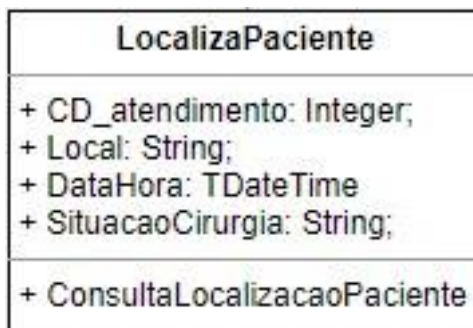 LocalizaPaciente
+ CD_atendimento: Integer;
+ Local: String;
+ DataHora: TDateTime
+ SituacaoCirurgia: String;
+ ConsultaLocalizacaoPaciente